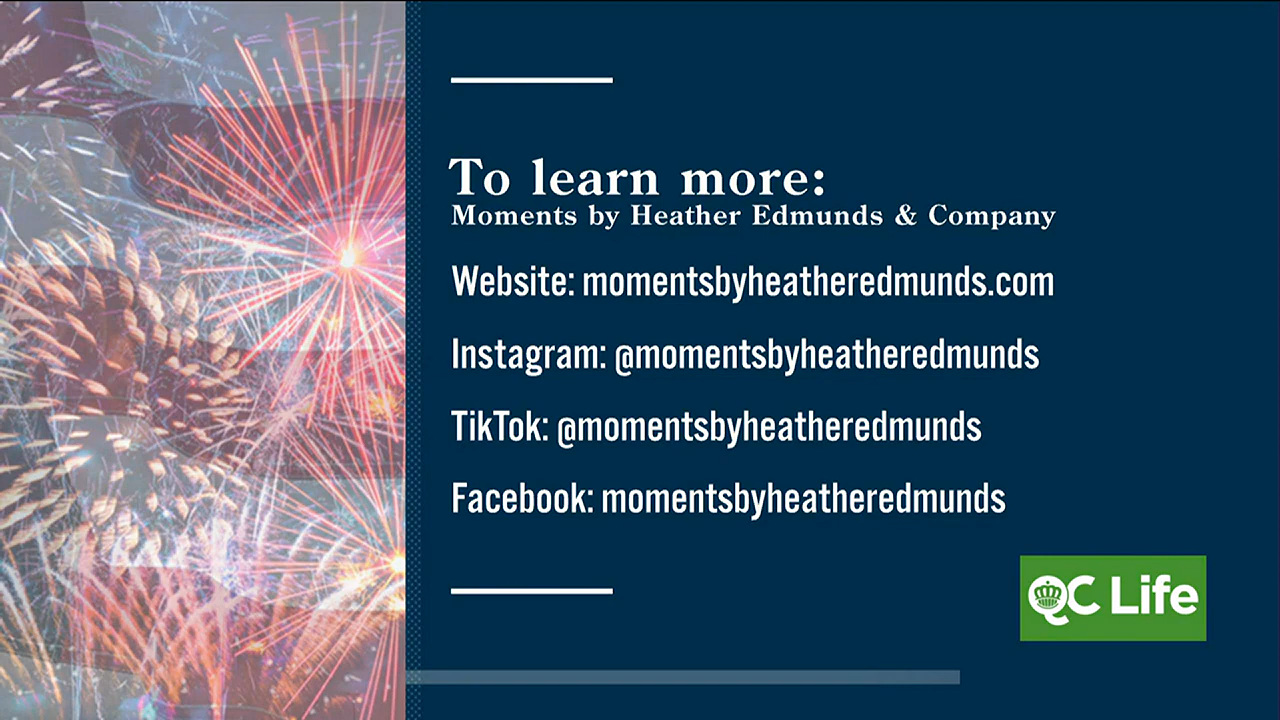 To learn more:
Moments by Heather Edmunds & Company
Website: momentsbyheatheredmunds.com
Instagram: @momentsbyheatheredmunds
TikTok: @momentsbyheatheredmunds
Facebook: momentsbyheatheredmunds
QC Life